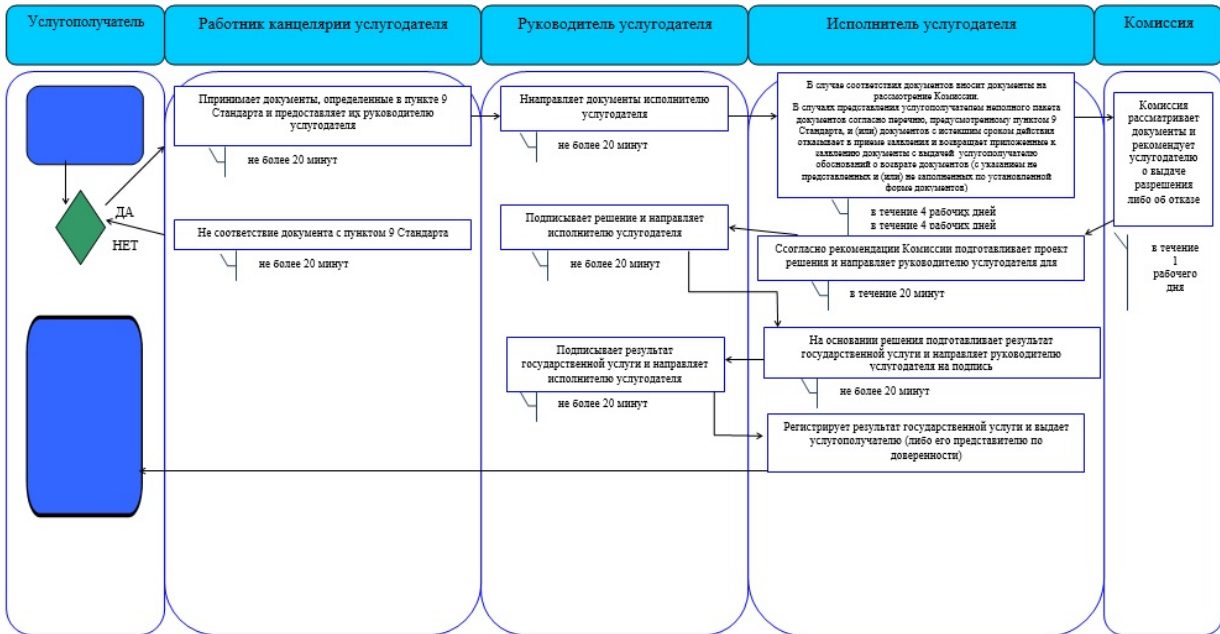 Услугополучатель
Работник канцелярии услугодателя
Руководитель услугодателя
Исполнитель услугодателя
Комиссия
Ппринимает документы, определенные в пункте 9
Стандарта и предоставляет их руководителю
услугодателя
не более 20 минут
Ннаправляет документы исполнителю
услугодателя
не более 20 минут
В случае соответствия документов вносит документы на
рассмотрение Комиссии.
В случаях представления услугополучателем неполного пакета
документов согласно перечню, предусмотренному пунктом 9
Стандарта, и (или) документов с истекшим сроком действия
отказывает в приеме заявления и возвращает приложенные к
заявлению документы с выдачей услугополучателю
обоснований о возврате документов (с указанием не
представленных и (или) не заполненных по установленной
форме документов)
в течение 4 рабочих дней
в течение 4 рабочих дней
Комиссия
рассматривает
документы и
рекомендует
услугодателю
о выдаче
разрешения
либо об отказе
в течение
1
рабочего
дня
ДА
НЕТ
Не соответствие документа с пунктом 9 Стандарта
не более 20 минут
Подписывает решение и направляет
исполнителю услугодателя
не более 20 минут
Ссогласно рекомендации Комиссии подготавливает проект
решения и направляет руководителю услугодателя для
в течение 20 минут
На основании решения подготавливает результат
государственной услуги и направляет руководителю
услугодателя на подпись
не более 20 минут
Подписывает результат
государственной услуги и направляет
исполнителю услугодателя
не более 20 минут
Регистрирует результат государственной услуги и выдает
услугополучателю (либо его представителю по
доверенности)